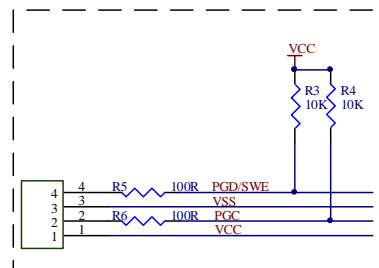 VCC
R3 R4
10K 10K
4 4 R5 100R PGD/SWE
3 3 VSS
2 2 R6 100R PGC
1 1 VCC